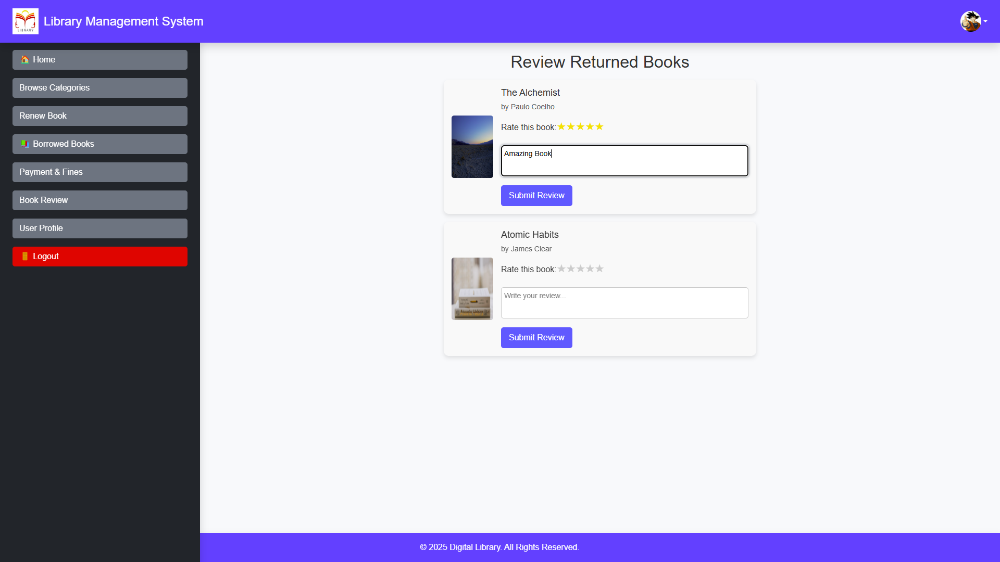 LIBRARY
Library Management System
Home
Browse Categories
Renew Book
Borrowed Books
Payment & Fines
Book Review
User Profile
Logout
Review Returned Books
The Alchemist
by Paulo Coelho
Rate this book:★★★★★
Amazing Book
Submit Review
Atomic Habits
by James Clear
Rate this book:★★★★★
Write your review...
Submit Review
© 2025 Digital Library. All Rights Reserved.